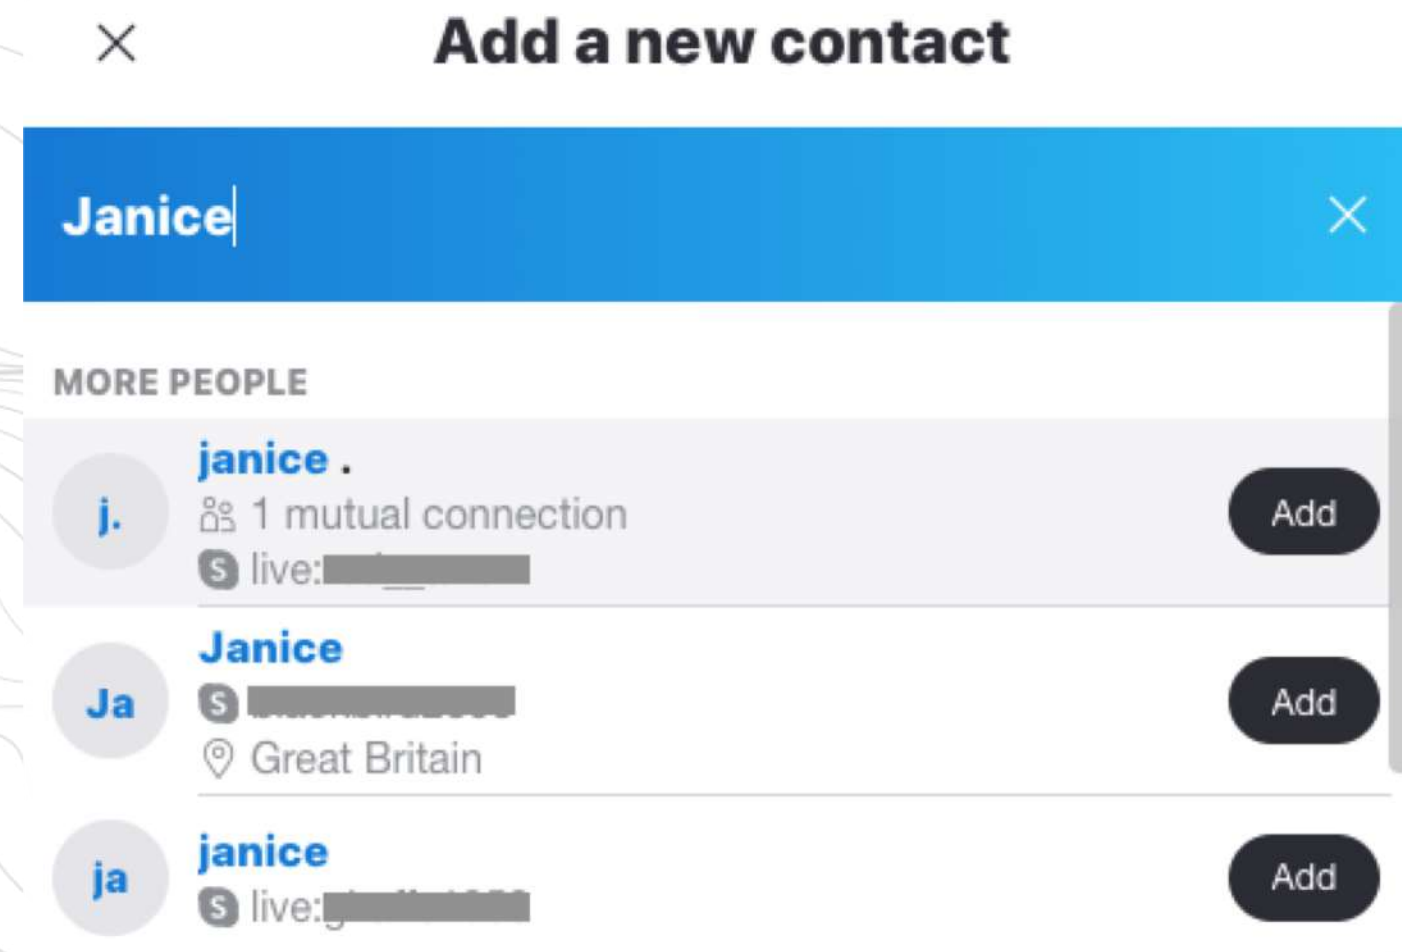 Add a new contact
Janice
MORE PEOPLE
j.
janice .
1 mutual connection
live:
Add
Ja
Janice
Great Britain
Add
ja
janice
live:
Add